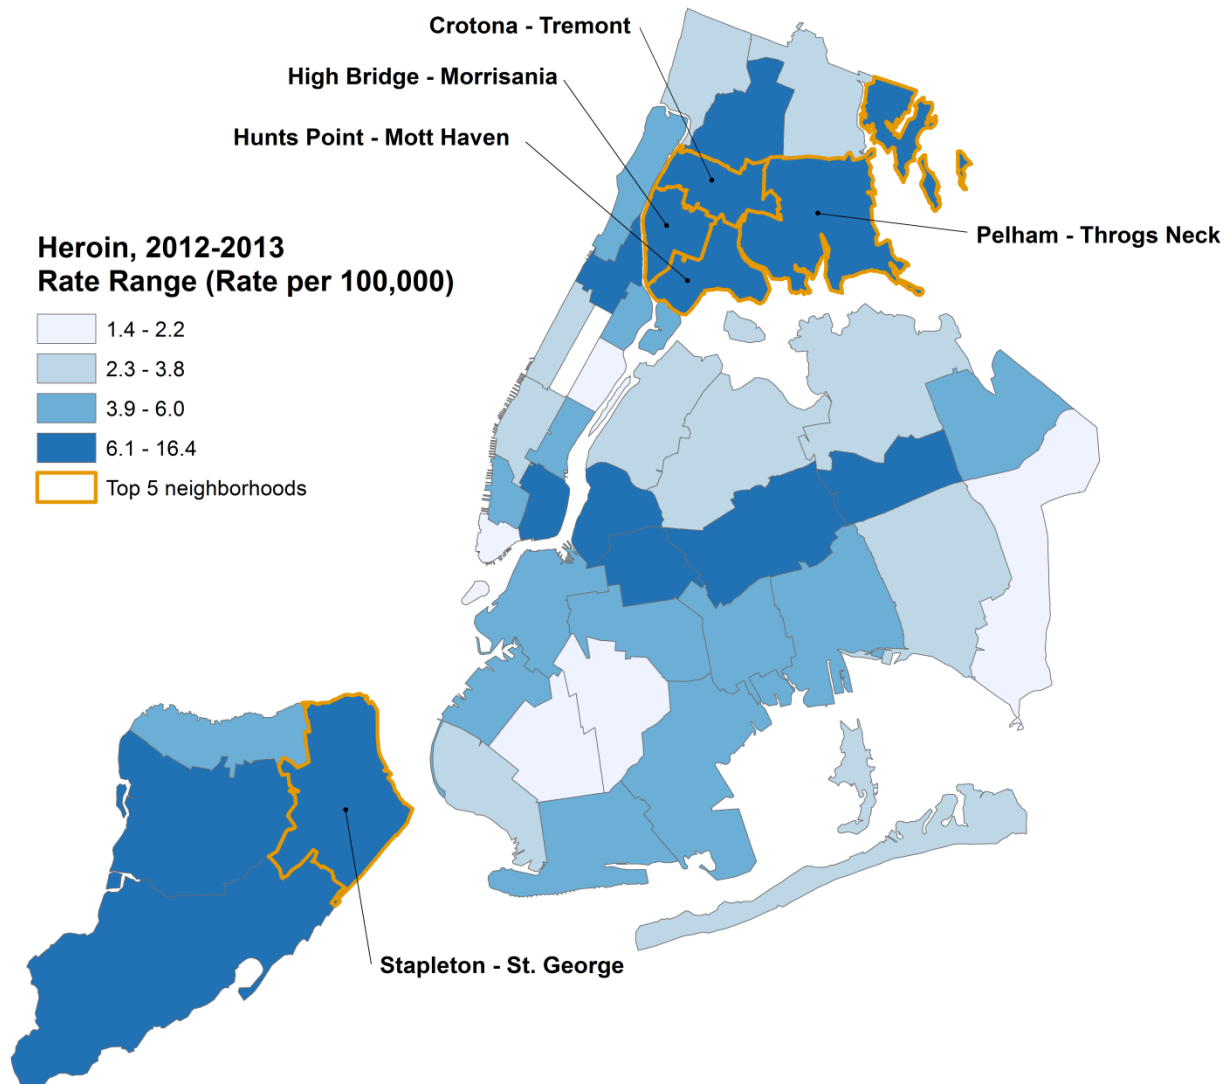 Crotona - Tremont
High Bridge - Morrisania
Hunts Point - Mott Haven
Pelham - Throgs Neck
Heroin, 2012-2013
Rate Range (Rate per 100,000)
1.4 - 2.2
2.3 - 3.8
3.9 - 6.0
6.1 - 16.4
Top 5 neighborhoods
Stapleton - St. George